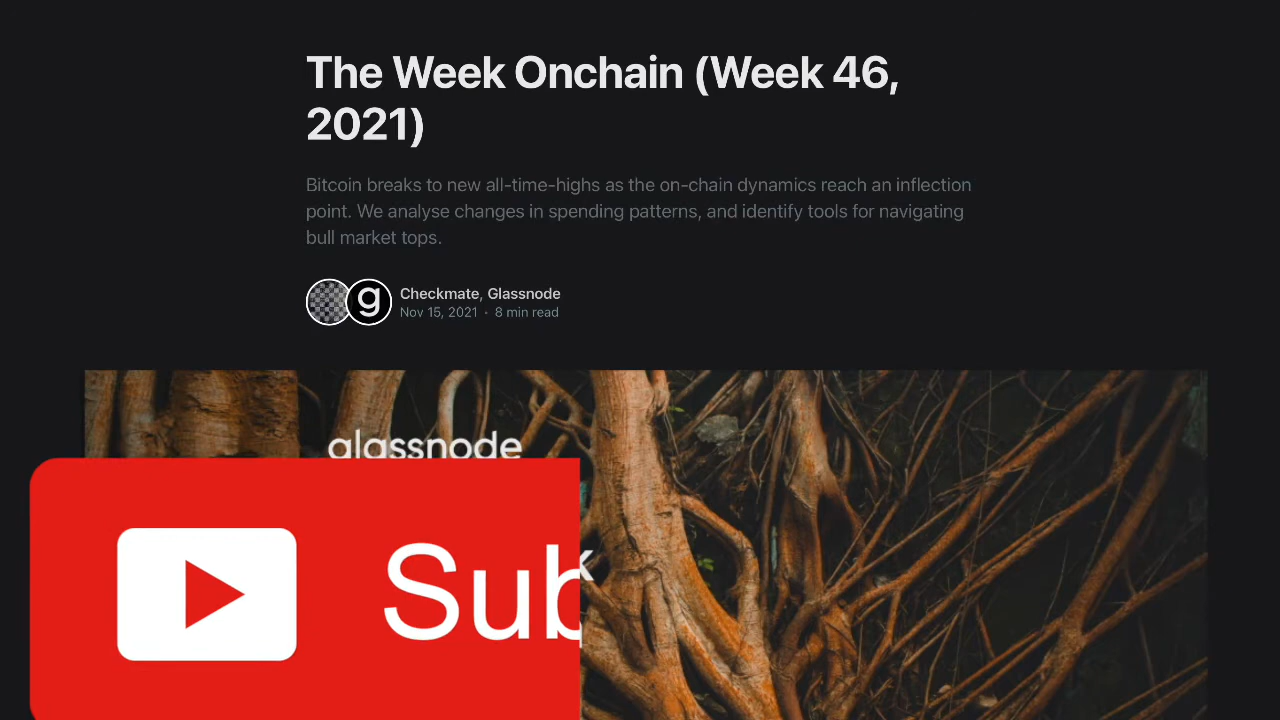 The Week Onchain (Week 46,
2021)
Bitcoin breaks to new all-time-highs as the on-chain dynamics reach an inflection
point. We analyse changes in spending patterns, and identify tools for navigating
bull market tops.
g
Checkmate, Glassnode
Nov 15, 2021 · 8 min read
glassnode
Sub